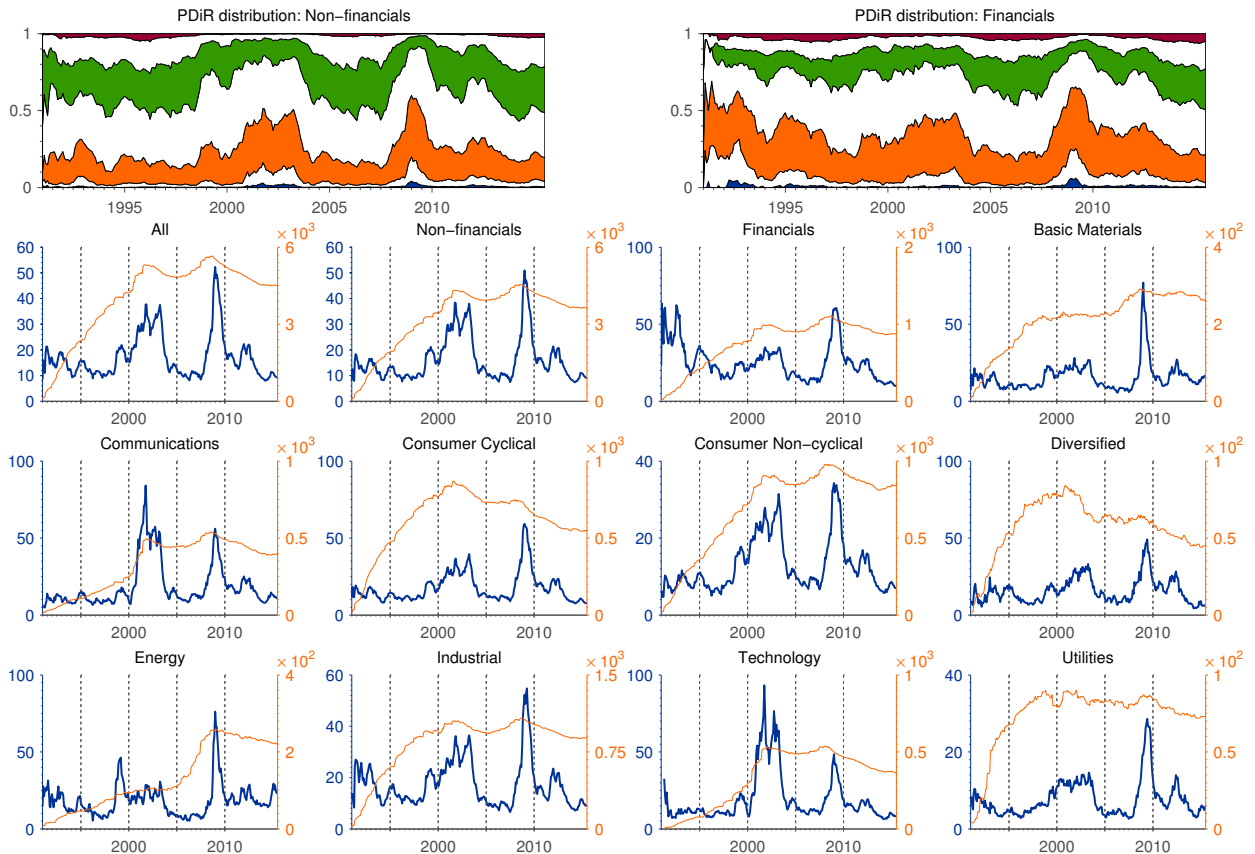 PDiR distribution: Non−financials PDiR distribution: Financials
1 1
0.5 0.5
0 0
1995 2000 2005 2010 1995 2000 2005 2010
All Non−financials Financials Basic Materials
× 10³ × 10³ × 10³ × 10²
60 6 60 6 100 2 100 4
50 50
40 40
30 3 30 3 50 1 50 2
20 20
10 10
0 0 0 0 0 0 0 0
2000 2010 2000 2010 2000 2010 2000 2010
Communications Consumer Cyclical Consumer Non−cyclical Diversified
× 10³ × 10³ × 10³ × 10²
100 1 100 1 40 1 100 1
50 0.5 50 0.5 20 0.5 50 0.5
0 0 0 0 0 0 0 0
2000 2010 2000 2010 2000 2010 2000 2010
Energy Industrial Technology Utilities
× 10² × 10³ × 10³ × 10²
100 4 60 1.5 100 1 40 1
50 2 40 0.75 50 0.5 20 0.5
20
0 0 0 0 0 0 0 0
2000 2010 2000 2010 2000 2010 2000 2010